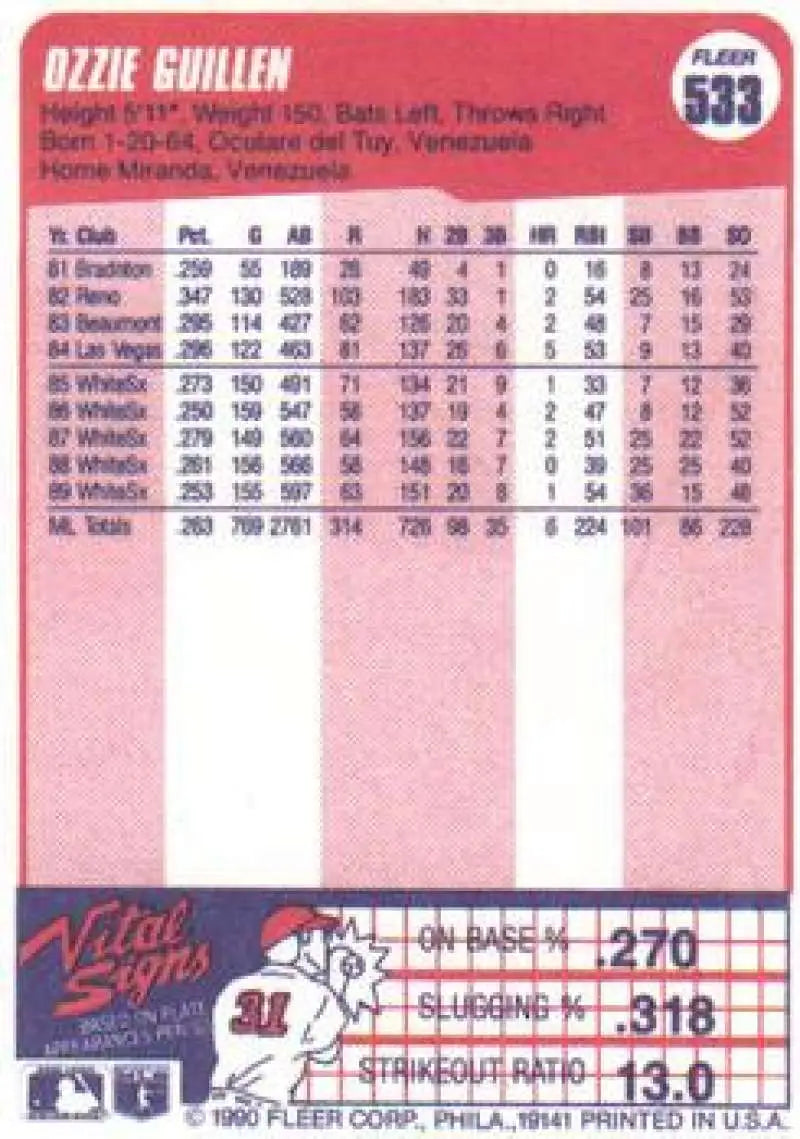 OZZIE GUILLEN
FLEER
533
Height 5'11", Weight 150, Bats Left, Throws Right
Born 1-20-64, Oculare del Tuy, Venezuela
Home Miranda, Venezuela
Yr. Club Pct. G AB R H 2B 3B HR RBI SB BB SO
81 Bradnton .259 55 189 26 49 4 1 0 16 8 13 24
82 Reno .347 130 528 103 183 33 1 2 54 25 16 53
83 Beaumont .295 114 427 62 126 20 4 2 48 7 15 29
84 Las Vegas .296 122 463 81 137 26 6 5 53 9 13 40
85 WhiteSx .273 150 491 71 134 21 9 1 33 7 12 36
86 WhiteSx .250 159 547 58 137 19 4 2 47 8 12 52
87 WhiteSx .279 149 560 64 156 22 7 2 51 25 22 52
88 WhiteSx .261 156 566 58 148 16 7 0 39 25 25 40
89 WhiteSx .253 155 597 63 151 20 8 1 54 36 15 48
ML Totals .263 769 2761 314 726 98 35 6 224 101 86 228
Vital Signs
BASED ON PLATE
31
ON BASE % .270
SLUGGING % .318
STRIKEOUT RATIO 13.0
© 1990 FLEER CORP., PHILA., 19141 PRINTED IN U.S.A.